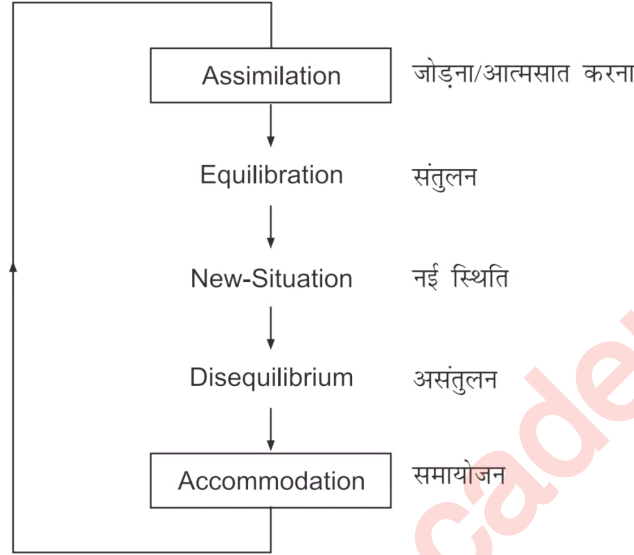 Assimilation जोड़ना/आत्मसात करना
Equilibration संतुलन
New-Situation नई स्थिति
Disequilibrium असंतुलन
Accommodation समायोजन